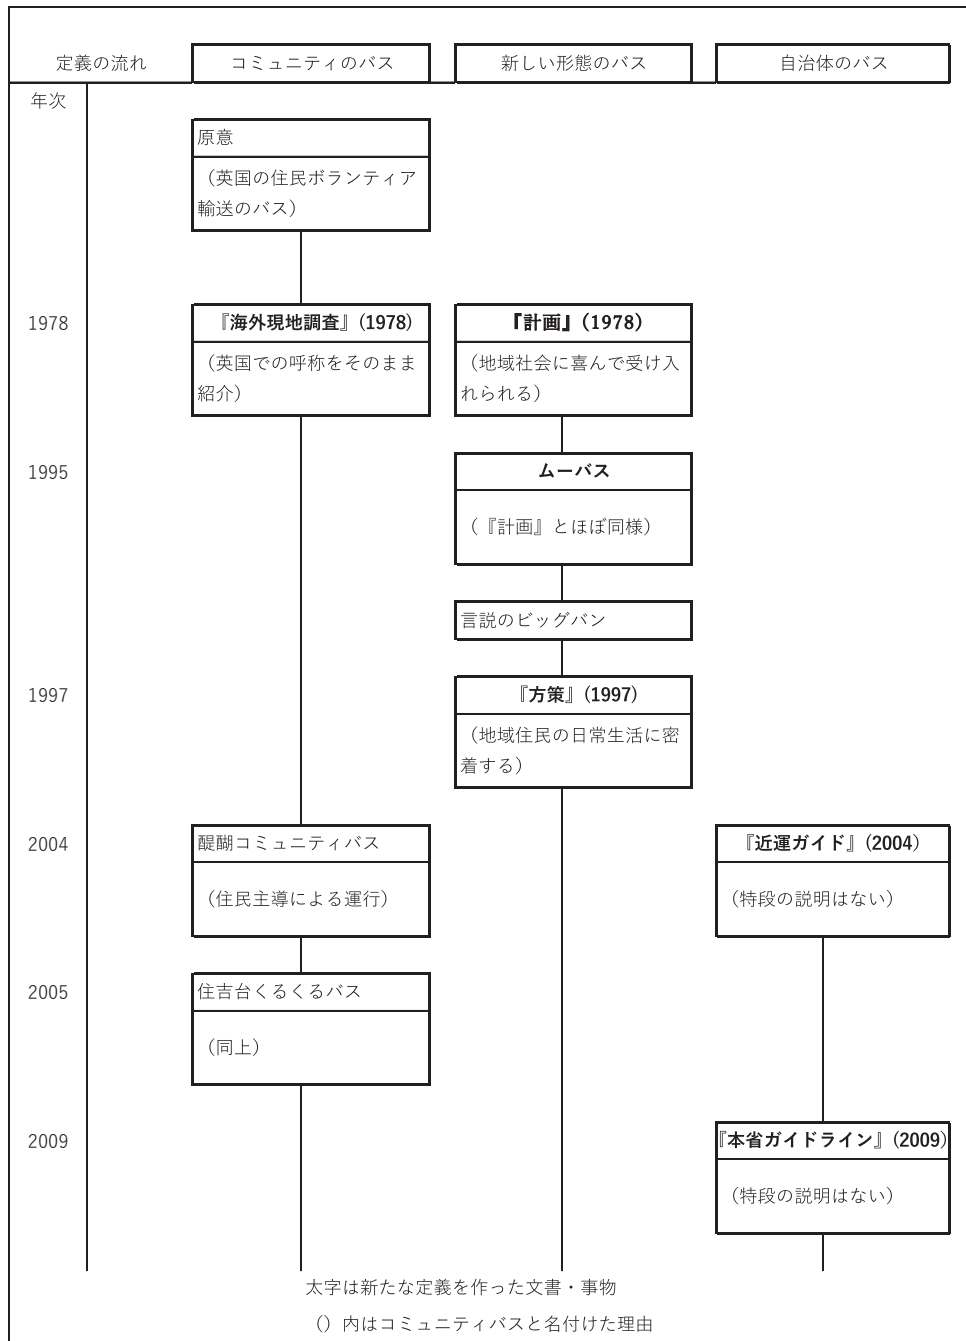 定義の流れ
コミュニティのバス
新しい形態のバス
自治体のバス
年次
原意
（英国の住民ボランティア
輸送のバス）
1978
『海外現地調査』(1978)
（英国での呼称をそのまま
紹介）
『計画』(1978)
（地域社会に喜んで受け入
れられる）
1995
ムーバス
（『計画』とほぼ同様）
言説のビッグバン
1997
『方策』(1997)
（地域住民の日常生活に密
着する）
2004
醍醐コミュニティバス
（住民主導による運行）
『近運ガイド』(2004)
（特段の説明はない）
2005
住吉台くるくるバス
（同上）
2009
『本省ガイドライン』(2009)
（特段の説明はない）
太字は新たな定義を作った文書・事物
（）内はコミュニティバスと名付けた理由